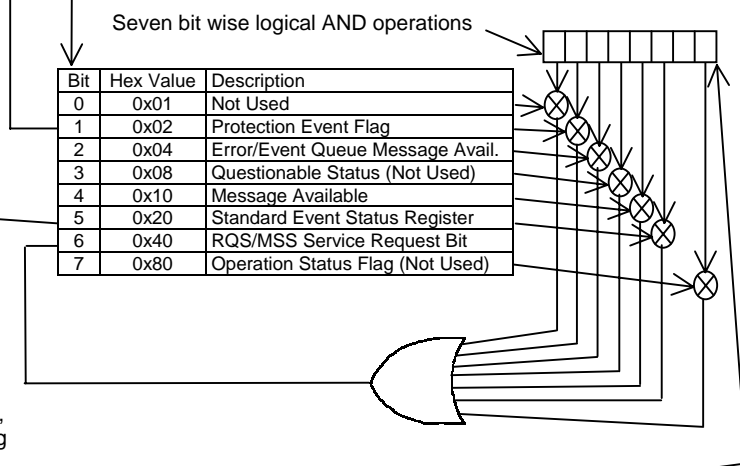 Seven bit wise logical AND operations
Bit Hex Value Description
0 0x01 Not Used
1 0x02 Protection Event Flag
2 0x04 Error/Event Queue Message Avail.
3 0x08 Questionable Status (Not Used)
4 0x10 Message Available
5 0x20 Standard Event Status Register
6 0x40 RQS/MSS Service Request Bit
7 0x80 Operation Status Flag (Not Used)
,
g